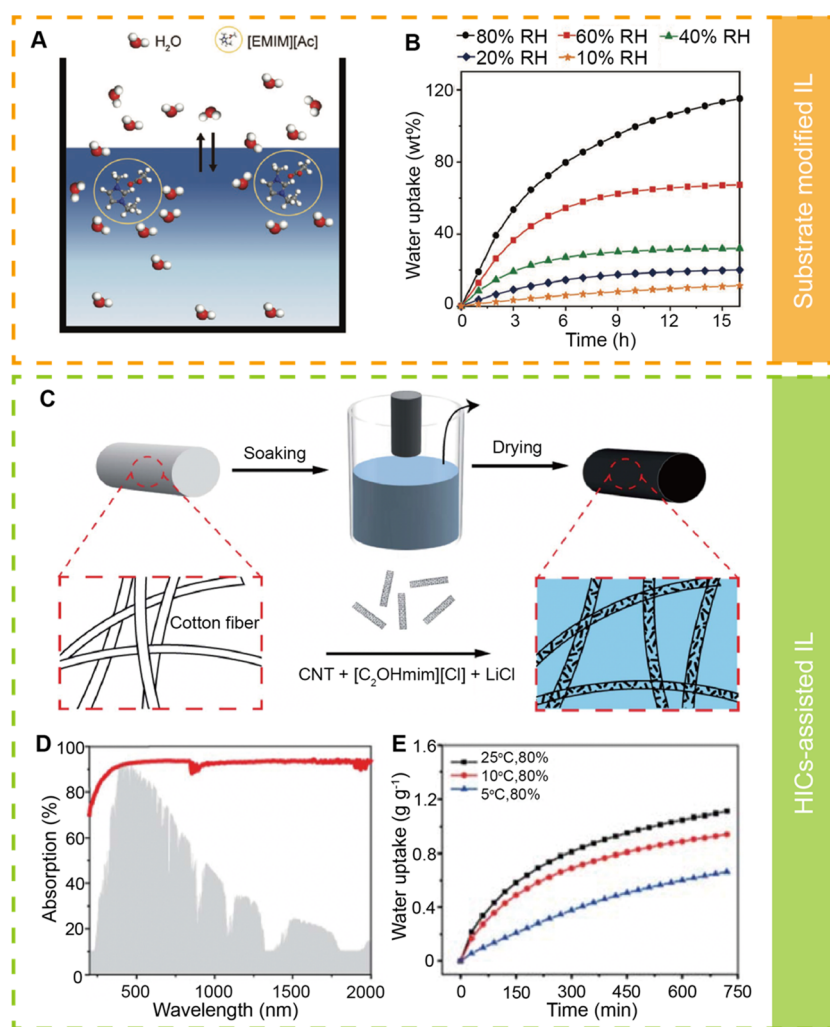 A
H₂O
[EMIM][Ac]
B
80% RH
60% RH
40% RH
20% RH
10% RH
Water uptake (wt%)
120
80
40
0
0
3
6
9
12
15
Time (h)
Substrate modified IL
C
Soaking
Drying
Cotton fiber
CNT + [C₂OHmim][Cl] + LiCl
D
Absorption (%)
100
80
60
40
20
0
500
1000
1500
2000
Wavelength (nm)
E
25°C,80%
10°C,80%
5°C,80%
Water uptake (g g⁻¹)
1.6
1.2
0.8
0.4
0
0
150
300
450
600
750
Time (min)
HICs-assisted IL